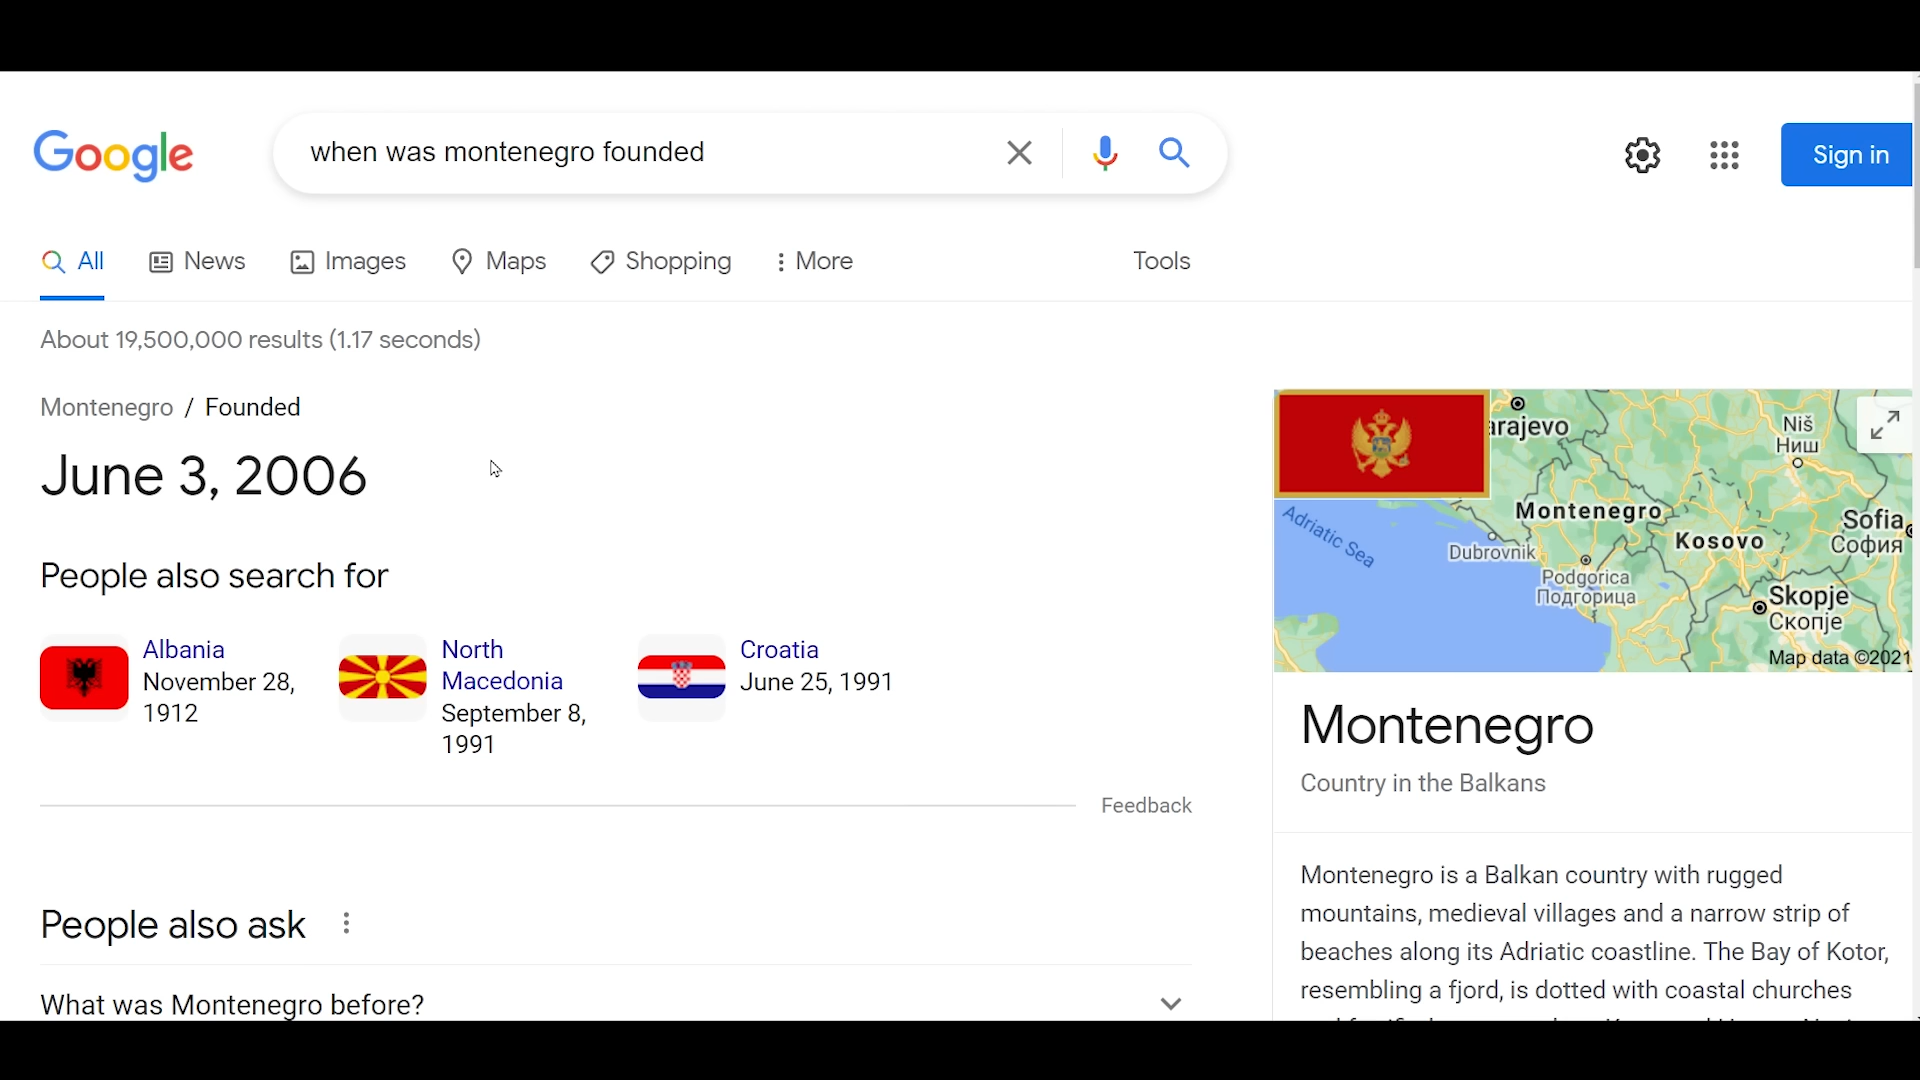 Google
when was montenegro founded
Sign in
All
News
Images
Maps
Shopping
More
Tools
About 19,500,000 results (1.17 seconds)
Montenegro / Founded
June 3, 2006
People also search for
Albania
November 28,
1912
North
Macedonia
September 8,
1991
Croatia
June 25, 1991
Feedback
People also ask
What was Montenegro before?
arajevo
Niš
Ниш
Adriatic Sea
Montenegro
Dubrovnik
Kosovo
Sofia
София
Podgorica
Подгорица
Skopje
Скопје
Map data ©2021
Montenegro
Country in the Balkans
Montenegro is a Balkan country with rugged
mountains, medieval villages and a narrow strip of
beaches along its Adriatic coastline. The Bay of Kotor,
resembling a fjord, is dotted with coastal churches